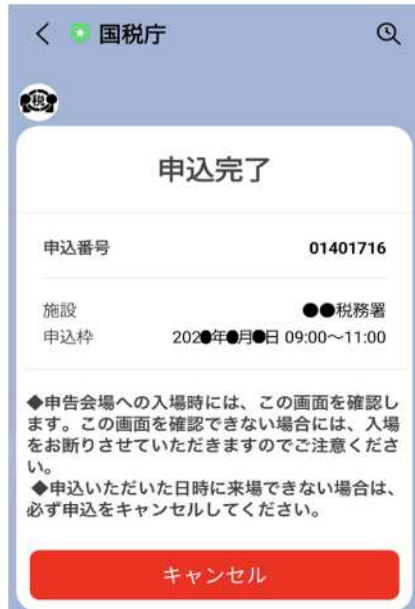 国税庁
税
申込完了
申込番号 01401716
施設 ●●税務署
申込枠 202●年●月●日 09:00～11:00
◆申告会場への入場時には、この画面を確認し
ます。この画面を確認できない場合には、入場
をお断りさせていただきますのでご注意くださ
い。
◆申込いただいた日時に来場できない場合は、
必ず申込をキャンセルしてください。
キャンセル